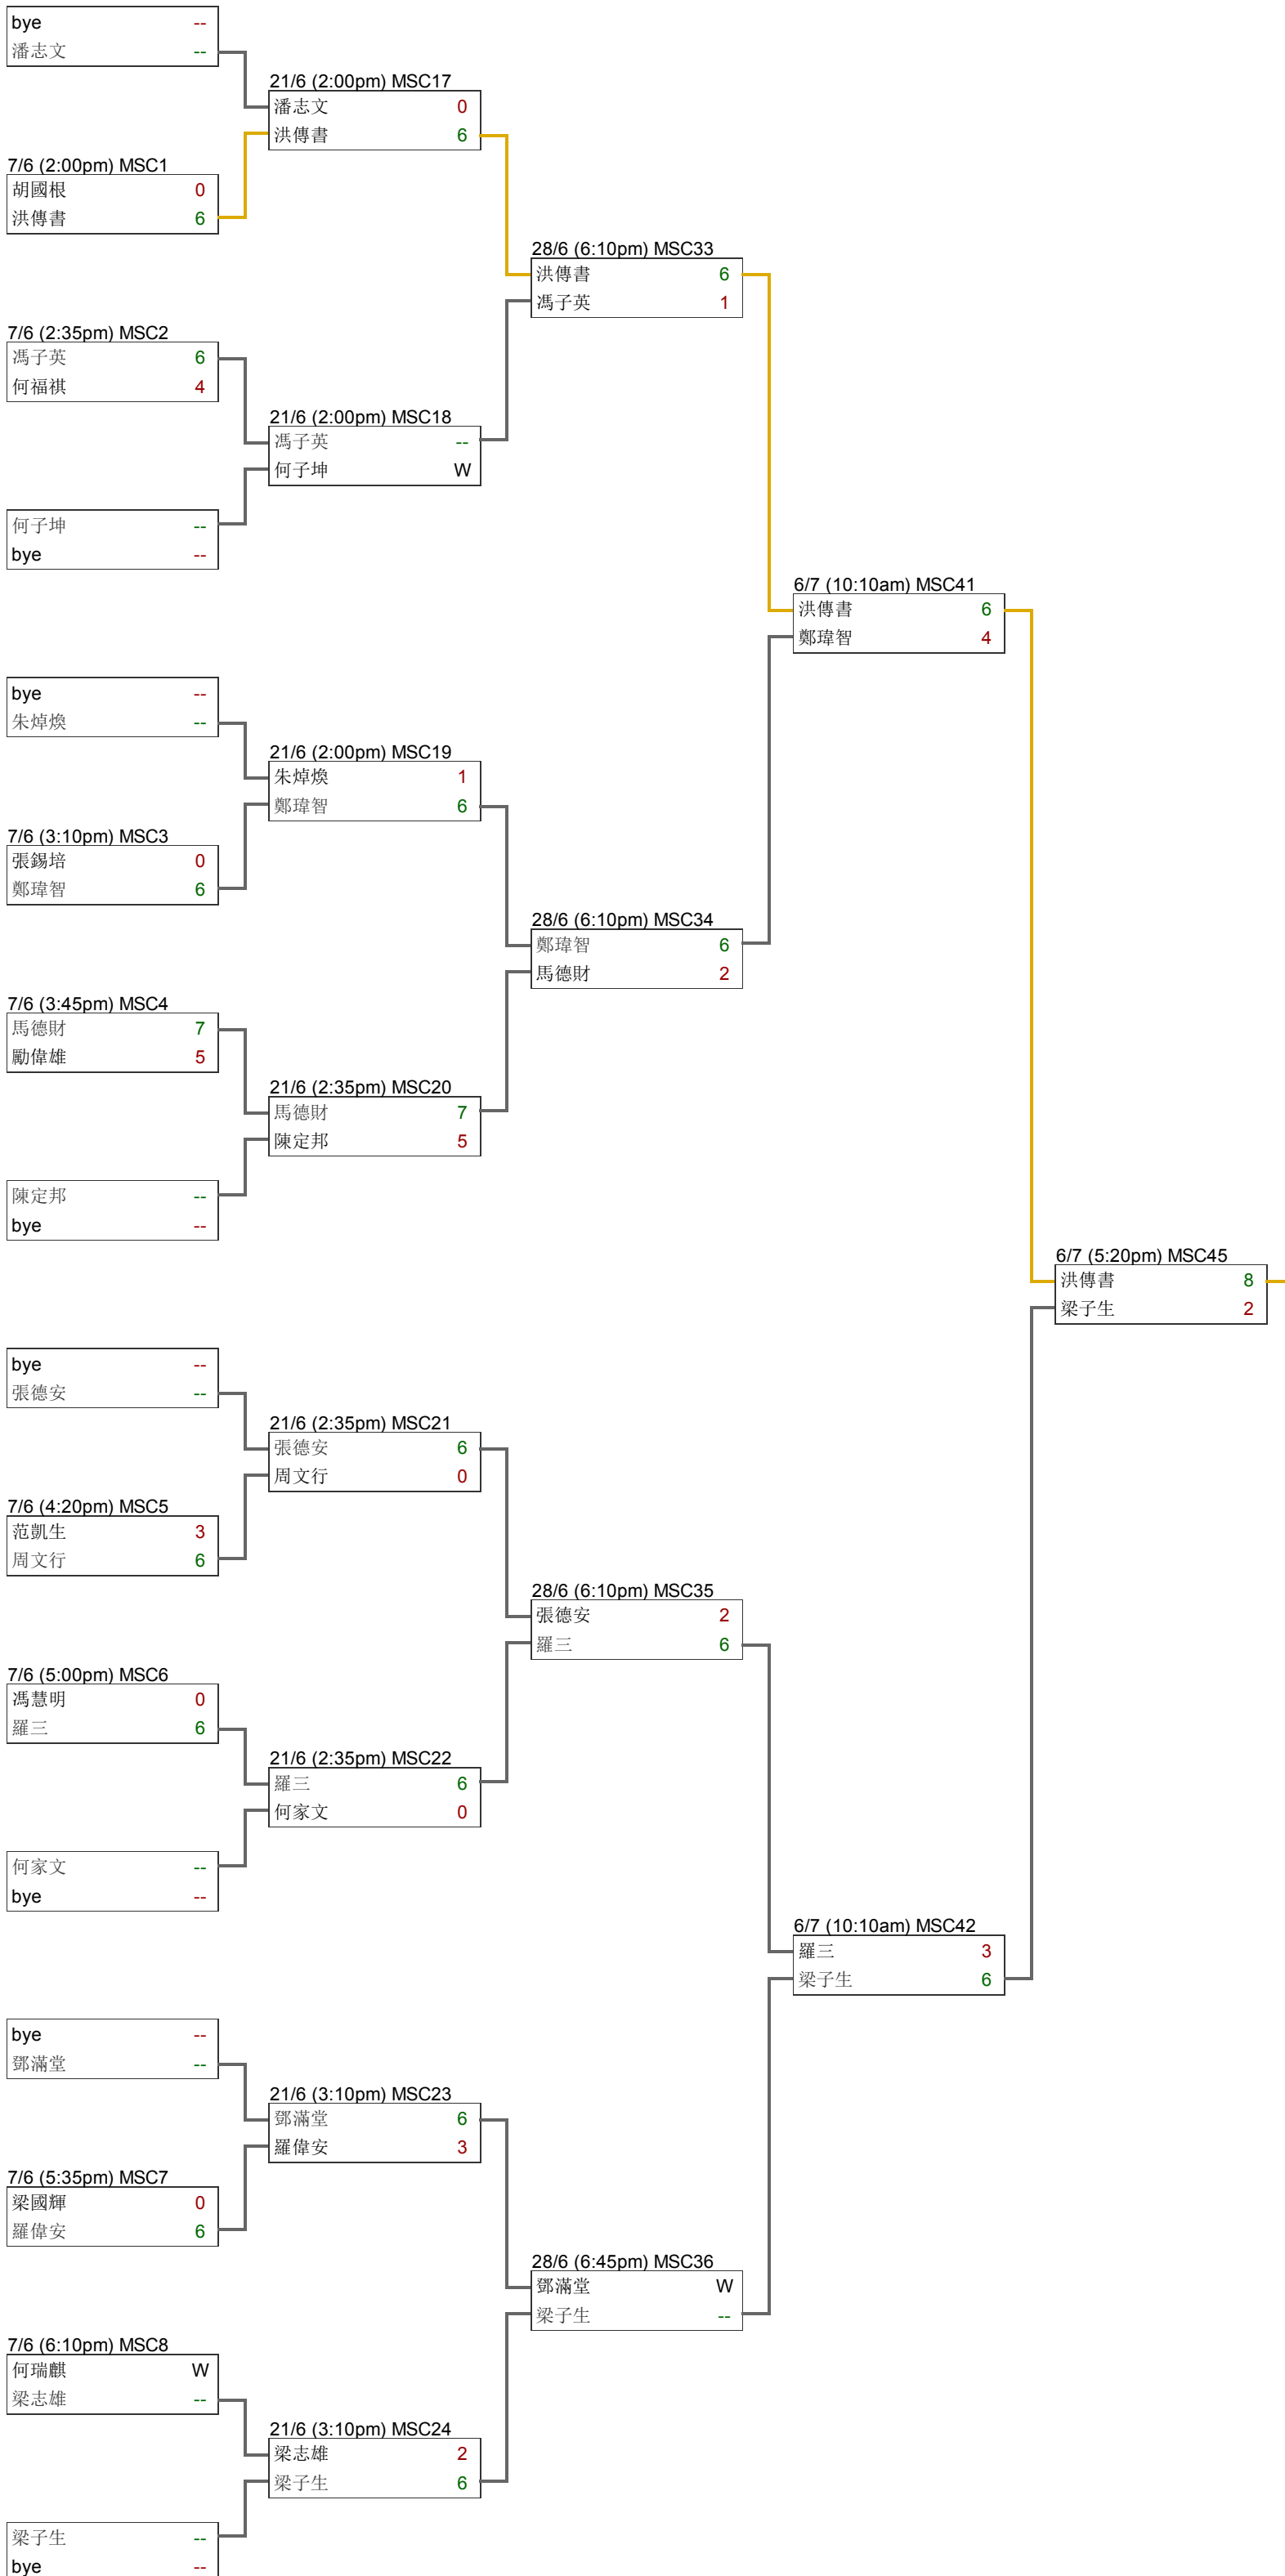 bye --
潘志文 --
21/6 (2:00pm) MSC17
潘志文 0
洪傳書 6
7/6 (2:00pm) MSC1
胡國根 0
洪傳書 6
28/6 (6:10pm) MSC33
洪傳書 6
馮子英 1
7/6 (2:35pm) MSC2
馮子英 6
何福祺 4
21/6 (2:00pm) MSC18
馮子英 --
何子坤 W
何子坤 --
bye --
6/7 (10:10am) MSC41
洪傳書 6
鄭瑋智 4
bye --
朱焯煥 --
21/6 (2:00pm) MSC19
朱焯煥 1
鄭瑋智 6
7/6 (3:10pm) MSC3
張錫培 0
鄭瑋智 6
28/6 (6:10pm) MSC34
鄭瑋智 6
馬德財 2
7/6 (3:45pm) MSC4
馬德財 7
勵偉雄 5
21/6 (2:35pm) MSC20
馬德財 7
陳定邦 5
陳定邦 --
bye --
6/7 (5:20pm) MSC45
洪傳書 8
梁子生 2
bye --
張德安 --
21/6 (2:35pm) MSC21
張德安 6
周文行 0
7/6 (4:20pm) MSC5
范凱生 3
周文行 6
28/6 (6:10pm) MSC35
張德安 2
羅三 6
7/6 (5:00pm) MSC6
馮慧明 0
羅三 6
21/6 (2:35pm) MSC22
羅三 6
何家文 0
何家文 --
bye --
6/7 (10:10am) MSC42
羅三 3
梁子生 6
bye --
鄧滿堂 --
21/6 (3:10pm) MSC23
鄧滿堂 6
羅偉安 3
7/6 (5:35pm) MSC7
梁國輝 0
羅偉安 6
28/6 (6:45pm) MSC36
鄧滿堂 W
梁子生 --
7/6 (6:10pm) MSC8
何瑞麒 W
梁志雄 --
21/6 (3:10pm) MSC24
梁志雄 2
梁子生 6
梁子生 --
bye --